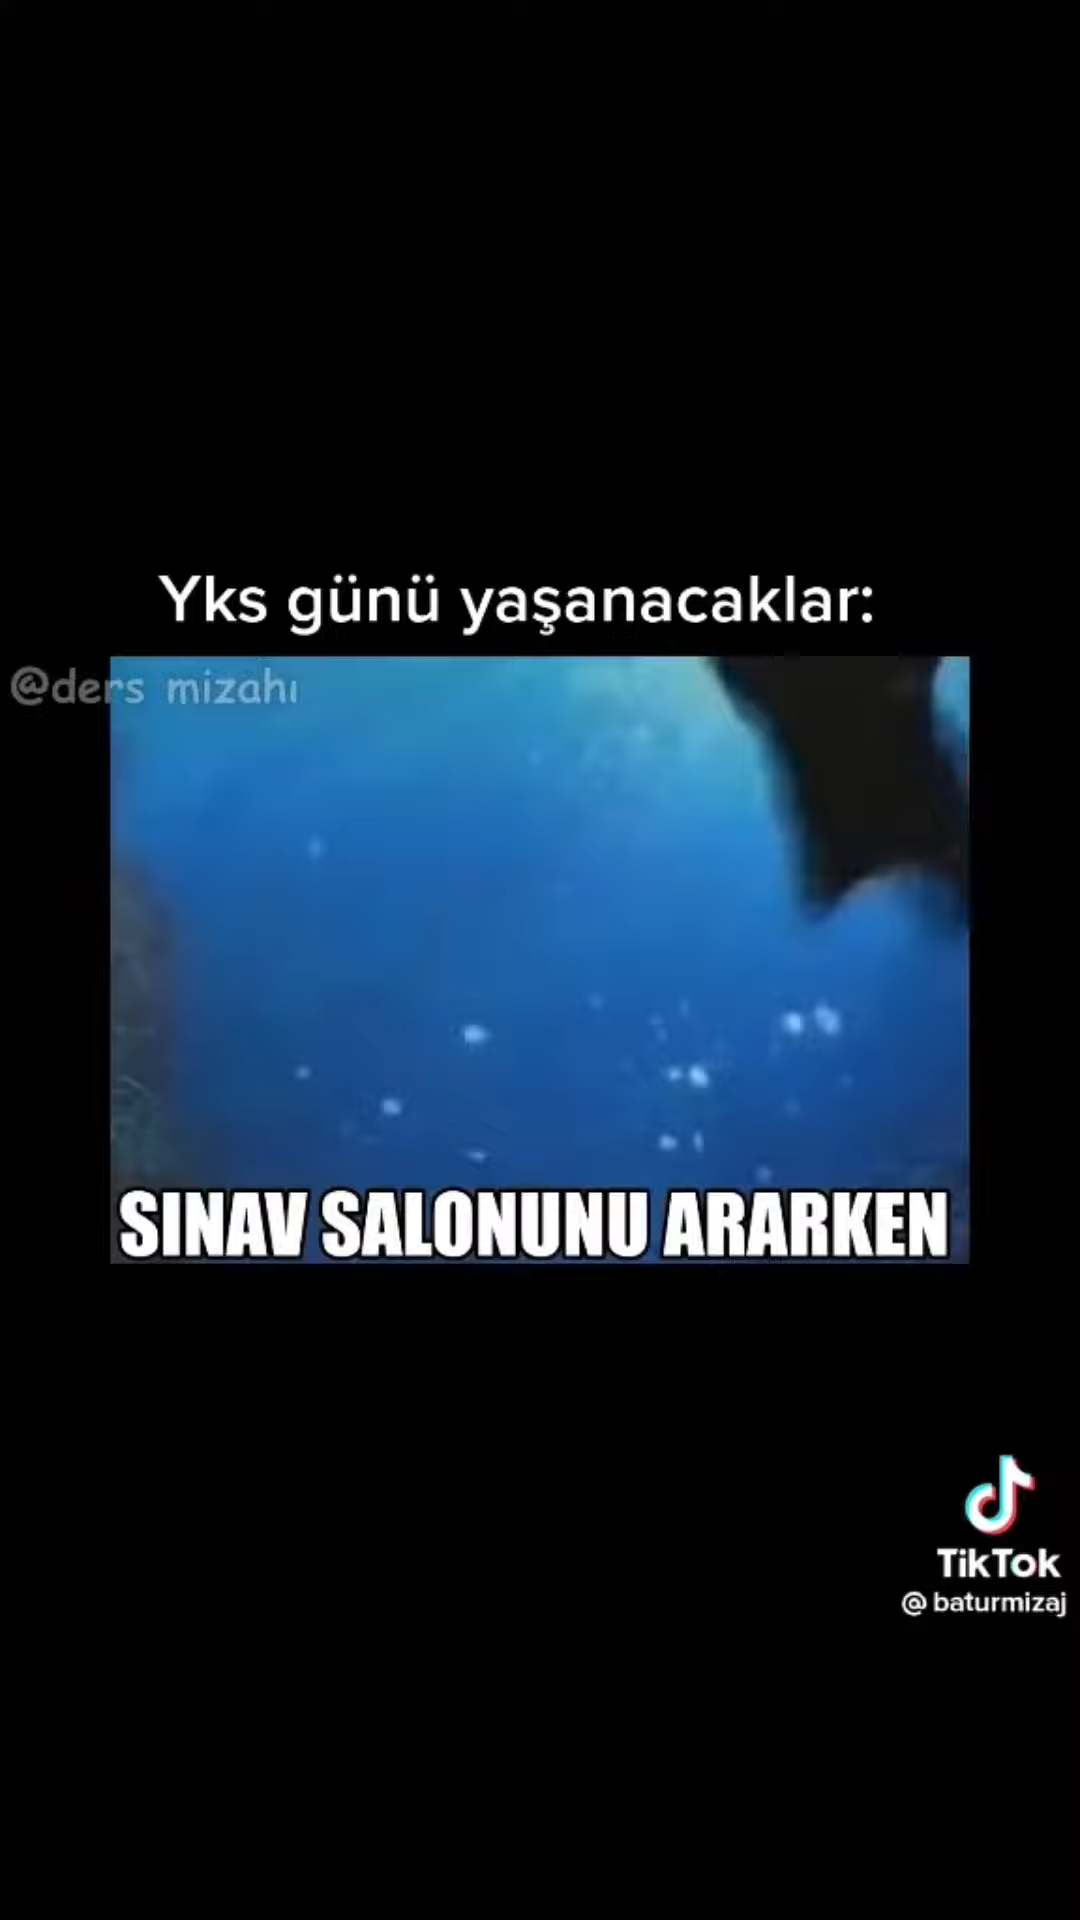 Yks günü yaşanacaklar:
@ders mizahı
SINAV SALONUNU ARARKEN
TikTok
@baturmizaj